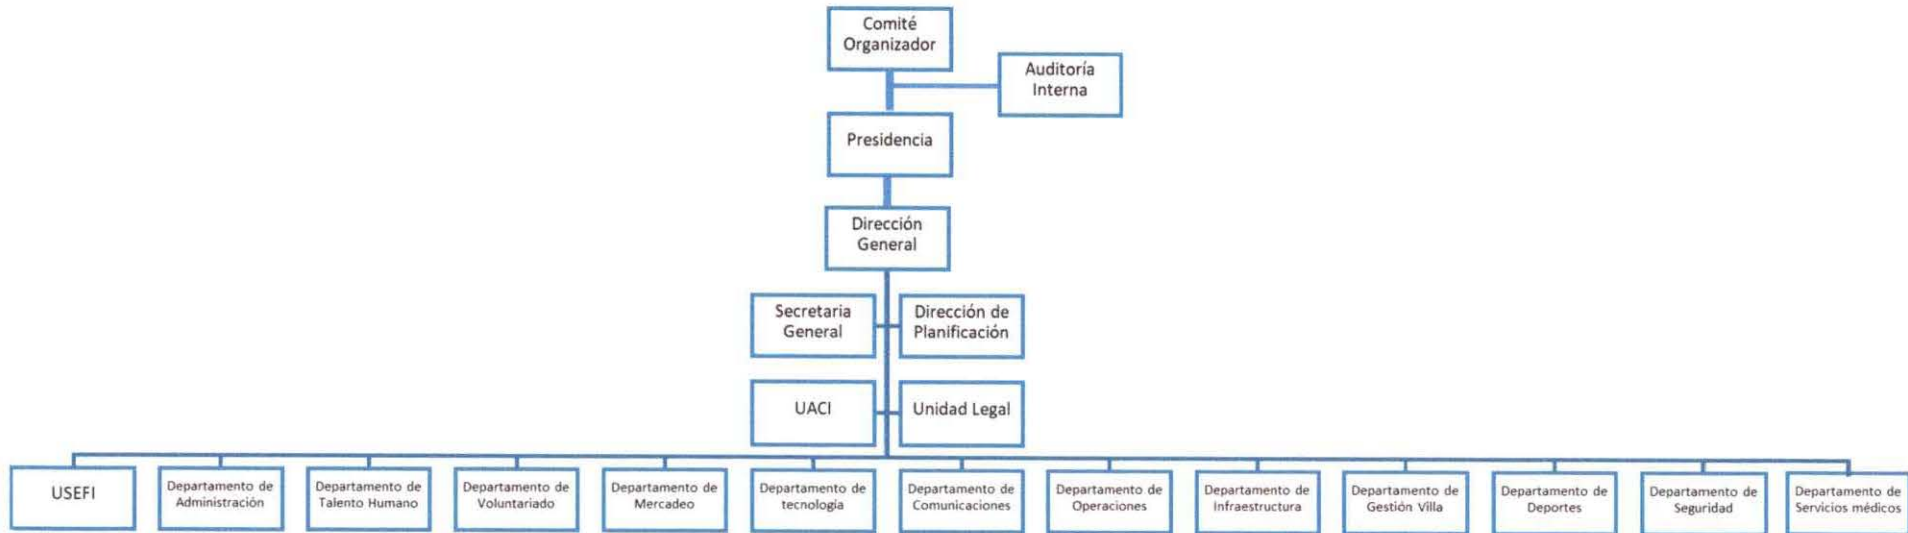 Comité
Organizador
Auditoría
Interna
Presidencia
Dirección
General
Secretaria
General
Dirección de
Planificación
UACI
Unidad Legal
USEFI
Departamento de
Administración
Departamento de
Talento Humano
Departamento de
Voluntariado
Departamento de
Mercadeo
Departamento de
tecnología
Departamento de
Comunicaciones
Departamento de
Operaciones
Departamento de
Infraestructura
Departamento de
Gestión Villa
Departamento de
Deportes
Departamento de
Seguridad
Departamento de
Servicios médicos